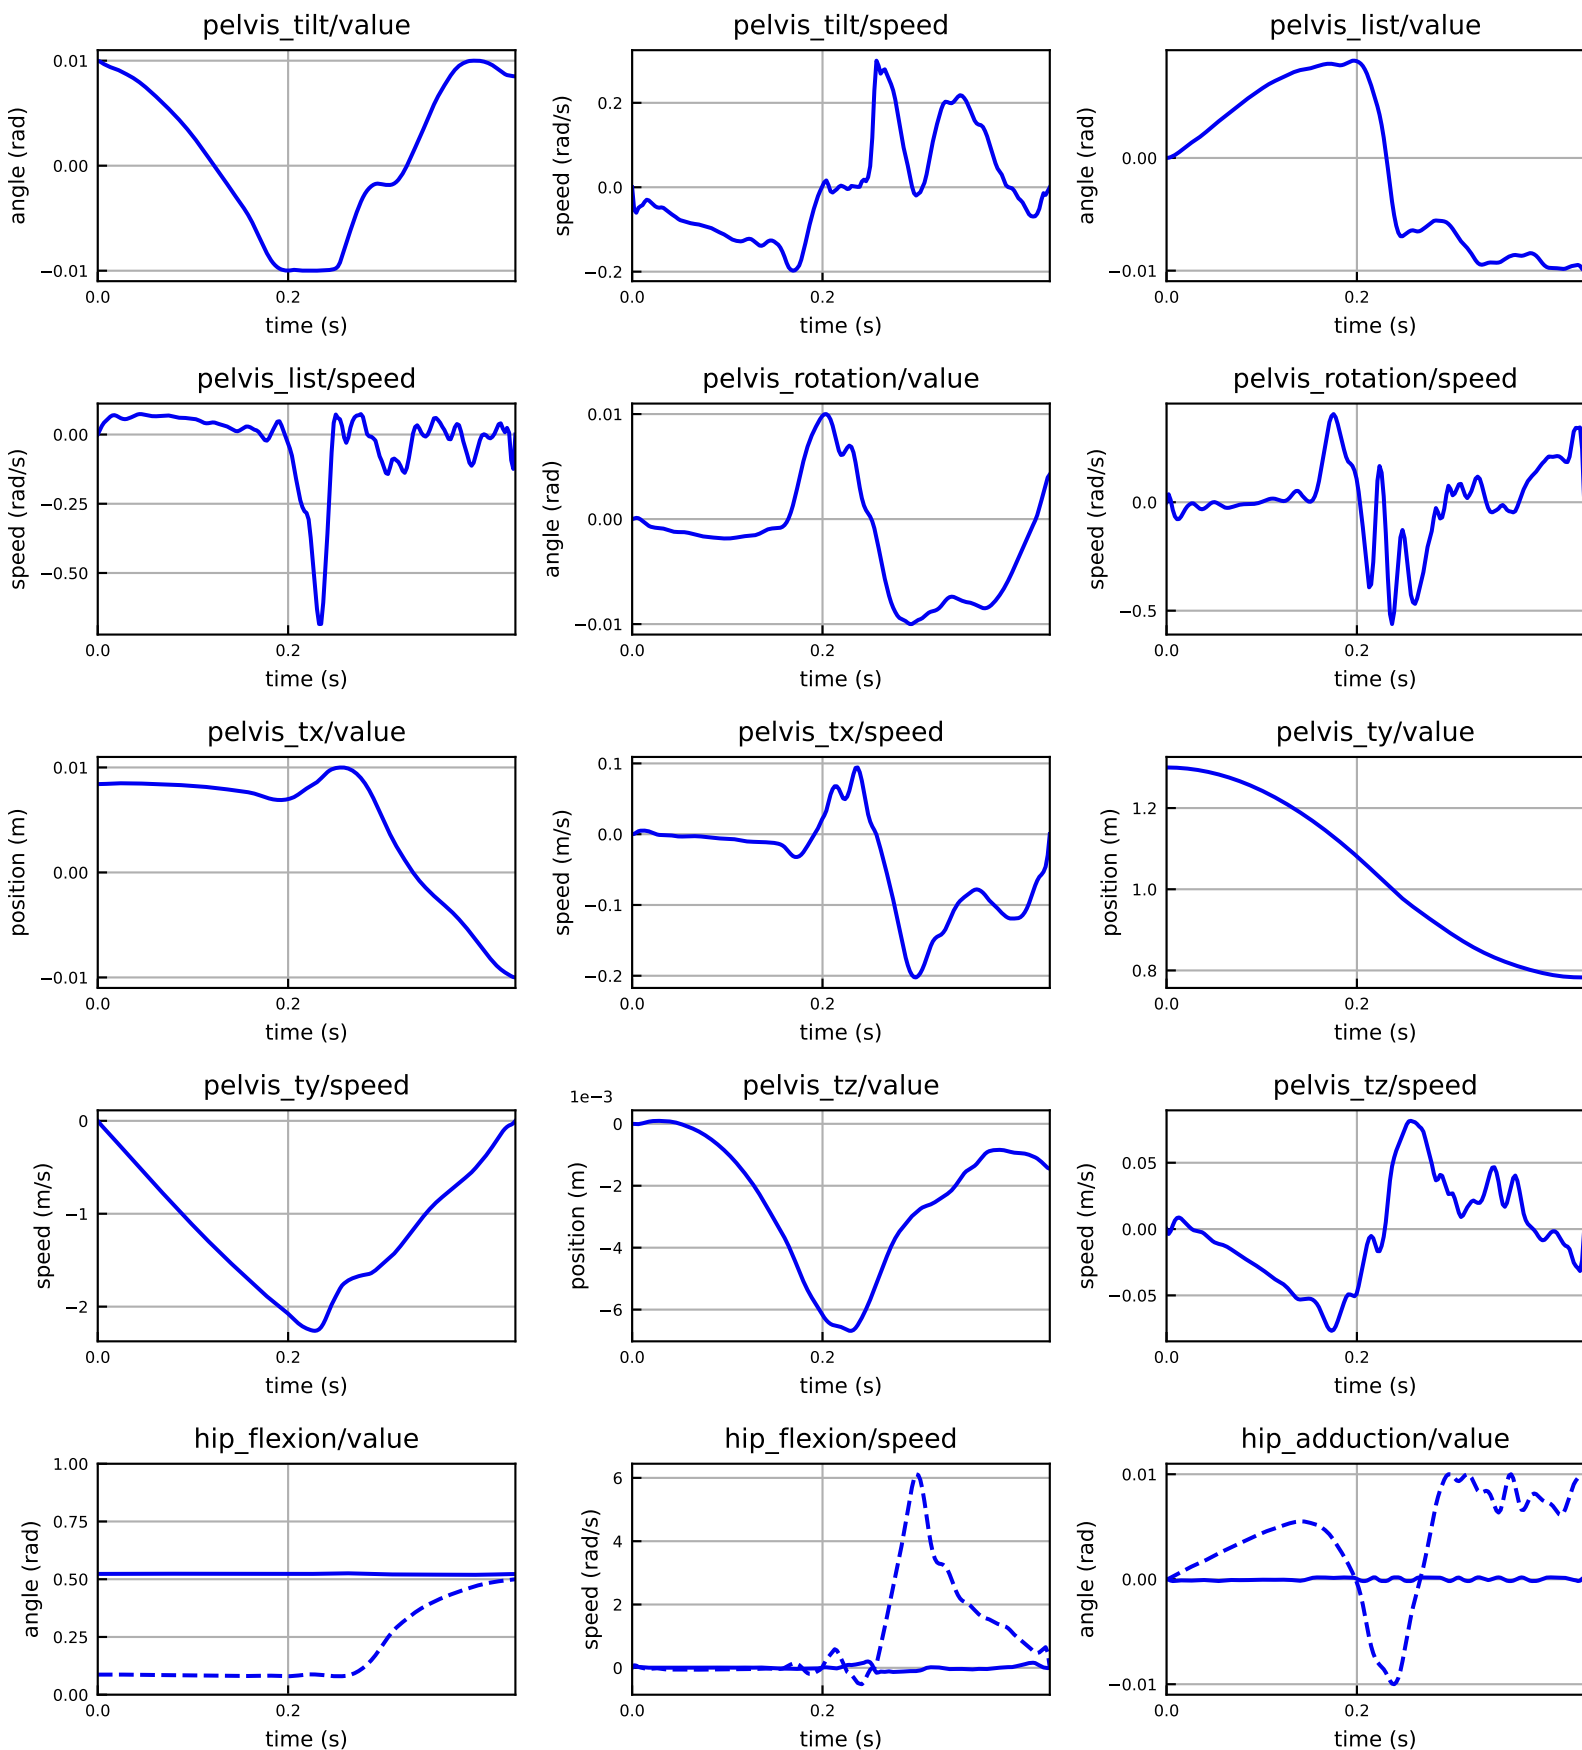 pelvis_tilt/value
pelvis_tilt/speed
pelvis_list/value
0.01
0.00
−0.01
angle (rad)
0.0
0.2
time (s)
0.2
0.0
−0.2
speed (rad/s)
0.0
0.2
time (s)
0.00
−0.01
angle (rad)
0.0
0.2
time (s)
pelvis_list/speed
pelvis_rotation/value
pelvis_rotation/speed
0.00
−0.25
−0.50
speed (rad/s)
0.0
0.2
time (s)
0.01
0.00
−0.01
angle (rad)
0.0
0.2
time (s)
0.0
−0.5
speed (rad/s)
0.0
0.2
time (s)
pelvis_tx/value
pelvis_tx/speed
pelvis_ty/value
0.01
0.00
−0.01
position (m)
0.0
0.2
time (s)
0.1
0.0
−0.1
−0.2
speed (m/s)
0.0
0.2
time (s)
1.2
1.0
0.8
position (m)
0.0
0.2
time (s)
pelvis_ty/speed
pelvis_tz/value
pelvis_tz/speed
0
−1
−2
speed (m/s)
0.0
0.2
time (s)
1e−3
0
−2
−4
−6
position (m)
0.0
0.2
time (s)
0.05
0.00
−0.05
speed (m/s)
0.0
0.2
time (s)
hip_flexion/value
hip_flexion/speed
hip_adduction/value
1.00
0.75
0.50
0.25
0.00
angle (rad)
0.0
0.2
time (s)
6
4
2
0
speed (rad/s)
0.0
0.2
time (s)
0.01
0.00
−0.01
angle (rad)
0.0
0.2
time (s)